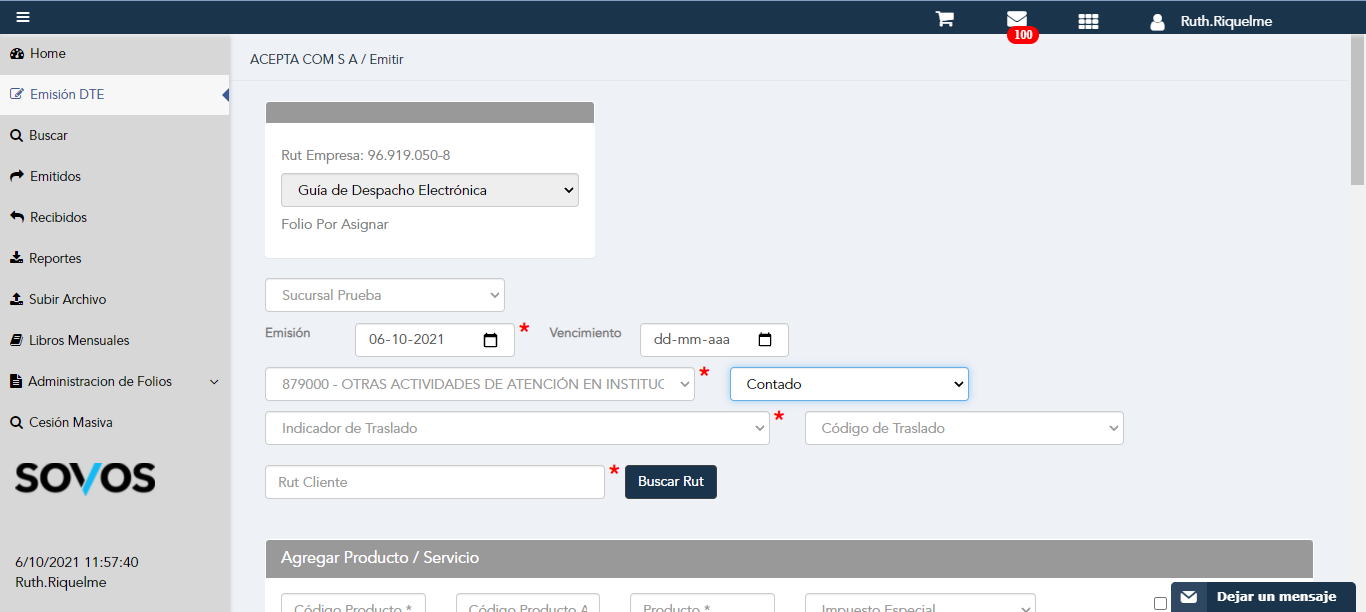 100
Ruth.Riquelme
Home
Emisión DTE
Buscar
Emitidos
Recibidos
Reportes
Subir Archivo
Libros Mensuales
Administracion de Folios
Cesión Masiva
SOVOS
6/10/2021 11:57:40
Ruth.Riquelme
ACEPTA COM S A / Emitir
Rut Empresa: 96.919.050-8
Guía de Despacho Electrónica
Folio Por Asignar
Sucursal Prueba
Emisión 06-10-2021 * Vencimiento dd-mm-aaa
879000 - OTRAS ACTIVIDADES DE ATENCIÓN EN INSTITUC * Contado
Indicador de Traslado * Código de Traslado
Rut Cliente * Buscar Rut
Agregar Producto / Servicio
Código Producto * Código Producto A Producto * Impuesto Especial
Dejar un mensaje